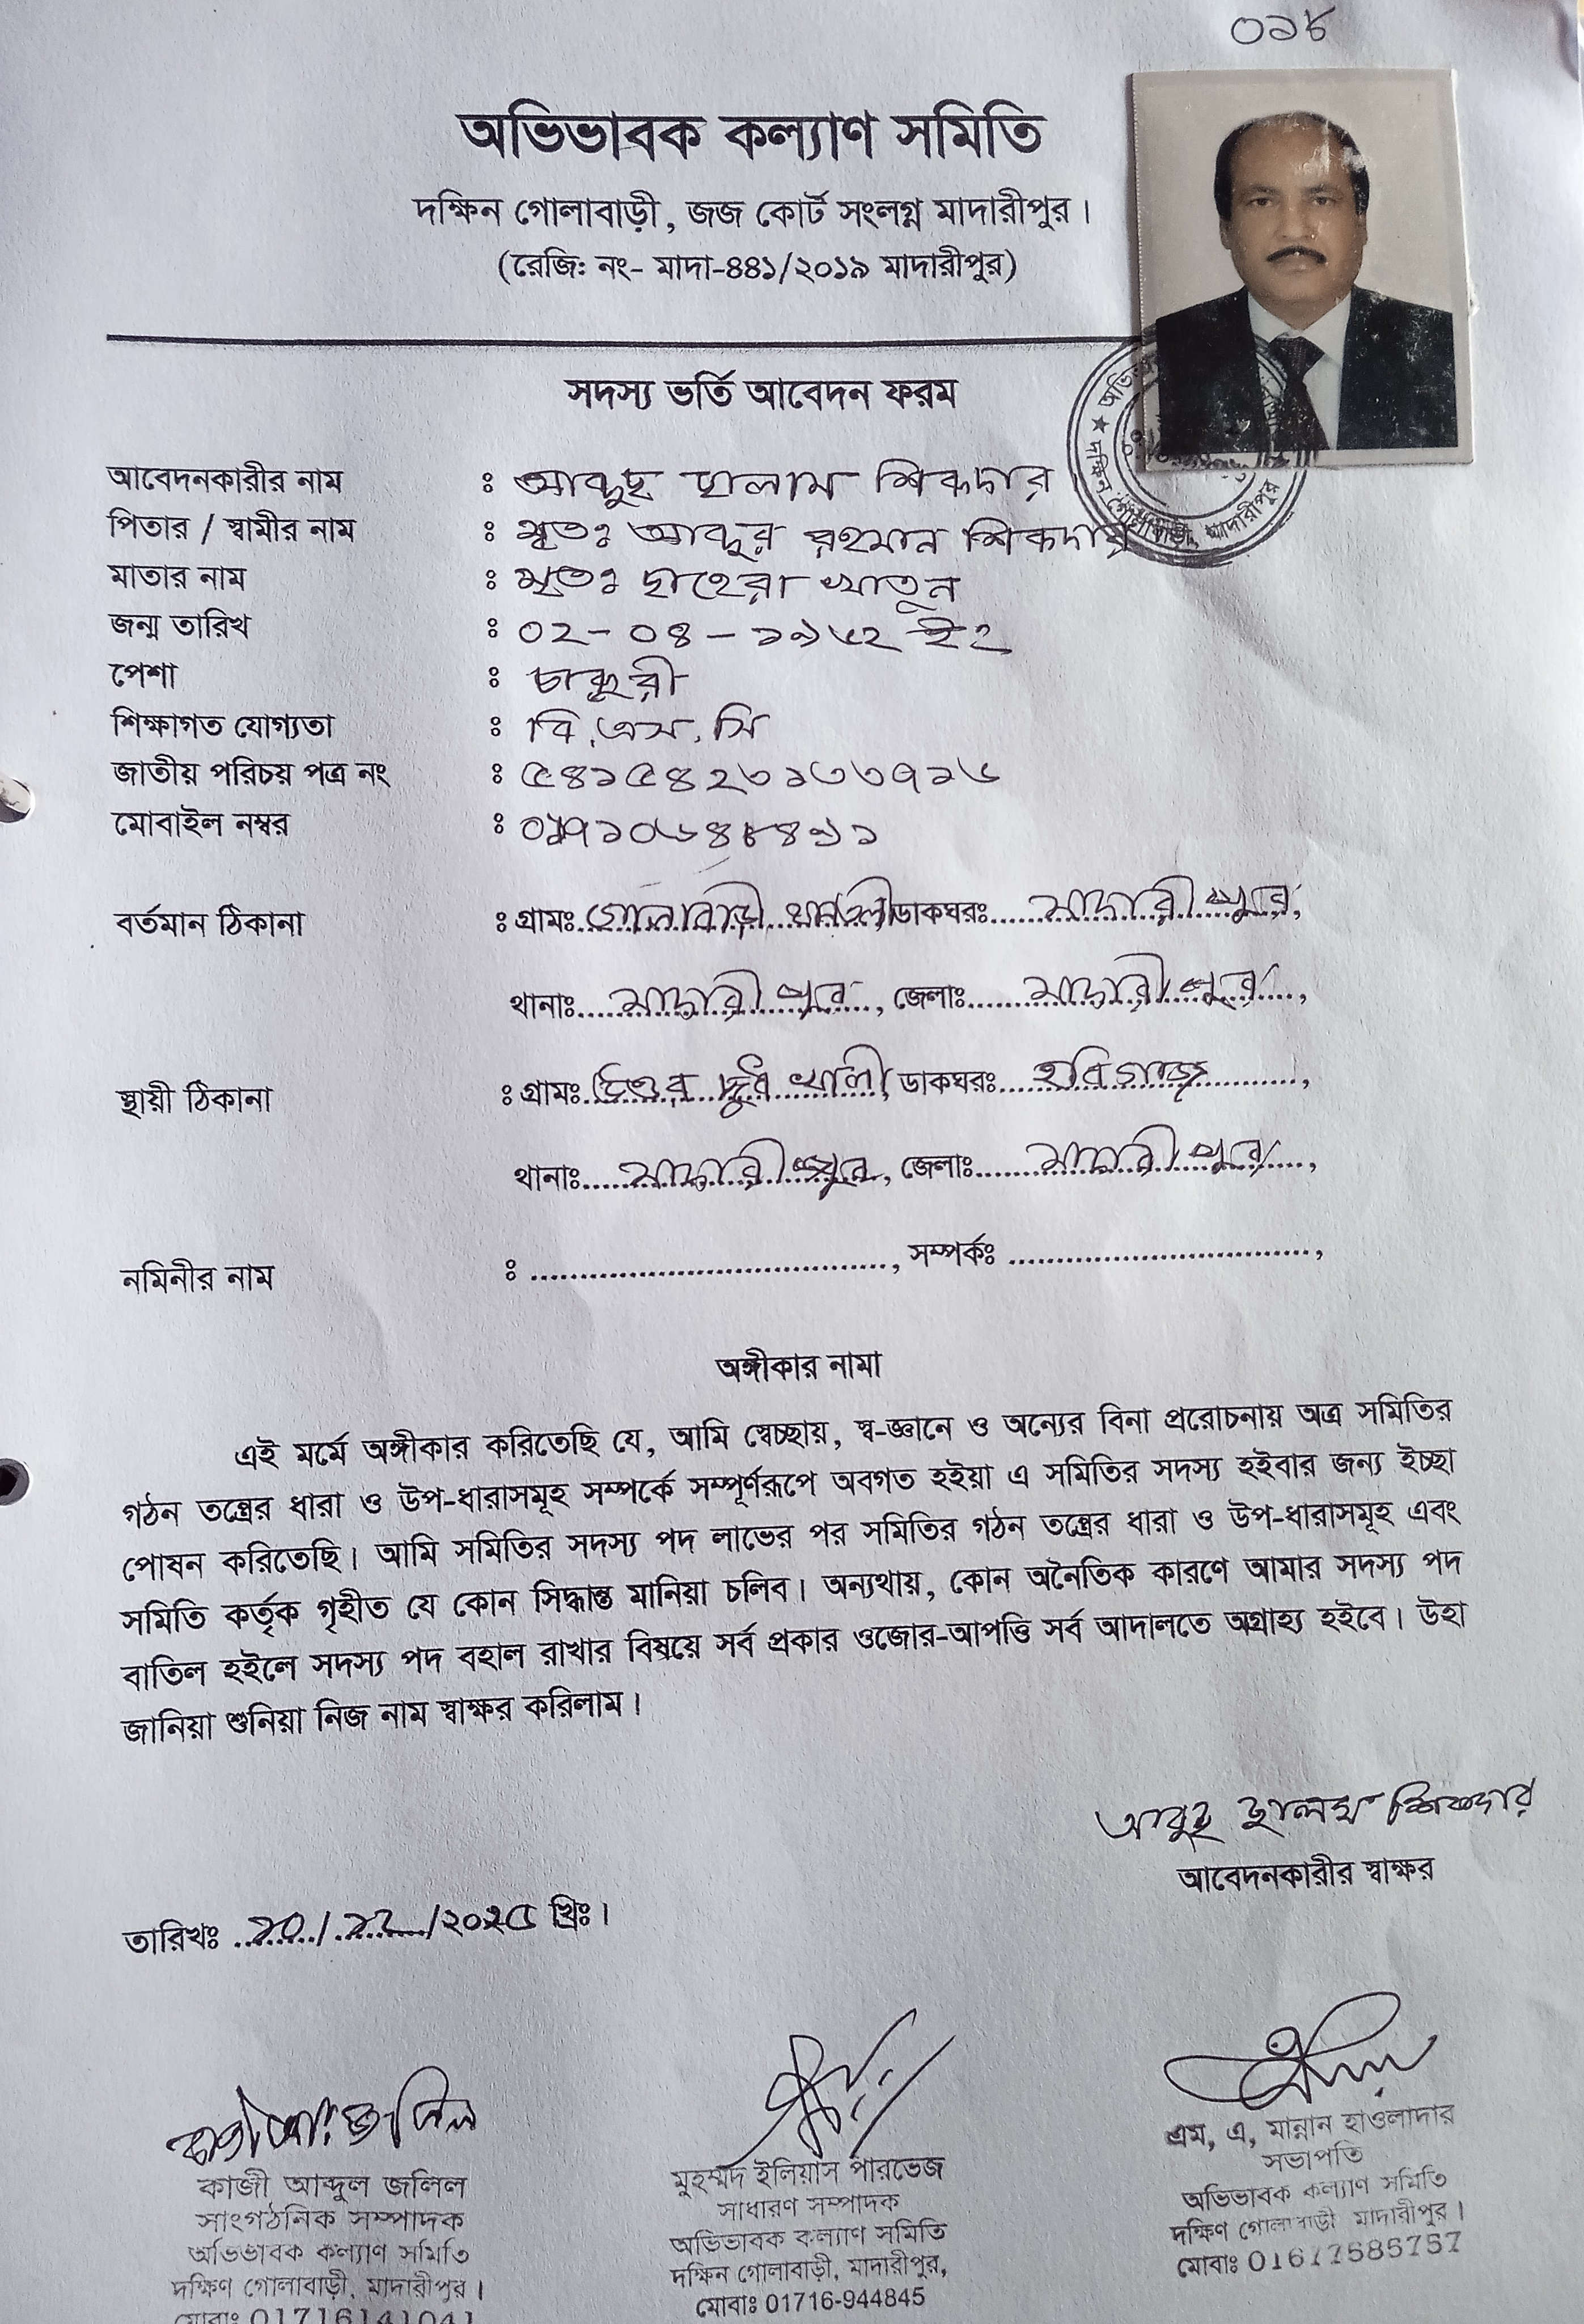 ০১৮
অভিভাবক কল্যাণ সমিতি
দক্ষিন গোলাবাড়ী, জজ কোর্ট সংলগ্ন মাদারীপুর।
(রেজি: নং- মাদা-৪৪১/২০১৯ মাদারীপুর)
সদস্য ভর্তি আবেদন ফরম
আবেদনকারীর নাম : আব্দুছ ছালাম শিকদার
পিতার / স্বামীর নাম : মৃতঃ আব্দুর রহমান শিকদার
মাতার নাম : মৃতঃ ছাহেরা খাতুন
জন্ম তারিখ : ০২-০৪-১৯৬২ ইং
পেশা : চাকুরী
শিক্ষাগত যোগ্যতা : বি.এস.সি
জাতীয় পরিচয় পত্র নং : ৫৪১৫৪২৩১৩৩৭১৬
মোবাইল নম্বর : ০১৭১০৬৪৮৪৯১
বর্তমান ঠিকানা : গ্রামঃ গোলাবাড়ী ডাকঘরঃ মাদারীপুর,
থানাঃ মাদারীপুর, জেলাঃ মাদারীপুর,
স্থায়ী ঠিকানা : গ্রামঃ উত্তর দুধখালী, ডাকঘরঃ হবিগঞ্জ,
থানাঃ মাদারীপুর, জেলাঃ মাদারীপুর,
নমিনীর নাম : ...................................., সম্পর্কঃ ................................,
অঙ্গীকার নামা
এই মর্মে অঙ্গীকার করিতেছি যে, আমি স্বেচ্ছায়, স্ব-জ্ঞানে ও অন্যের বিনা প্ররোচনায় অত্র সমিতির
গঠন তন্ত্রের ধারা ও উপ-ধারাসমূহ সম্পর্কে সম্পূর্ণরূপে অবগত হইয়া এ সমিতির সদস্য হইবার জন্য ইচ্ছা
পোষন করিতেছি। আমি সমিতির সদস্য পদ লাভের পর সমিতির গঠন তন্ত্রের ধারা ও উপ-ধারাসমূহ এবং
সমিতি কর্তৃক গৃহীত যে কোন সিদ্ধান্ত মানিয়া চলিব। অন্যথায়, কোন অনৈতিক কারণে আমার সদস্য পদ
বাতিল হইলে সদস্য পদ বহাল রাখার বিষয়ে সর্ব প্রকার ওজোর-আপত্তি সর্ব আদালতে অগ্রাহ্য হইবে। উহা
জানিয়া শুনিয়া নিজ নাম স্বাক্ষর করিলাম।
আব্দুছ ছালাম শিকদার
আবেদনকারীর স্বাক্ষর
তারিখঃ ২০/১২/২০২৫ খ্রিঃ।
কাজী আব্দুল জলিল
সাংগঠনিক সম্পাদক
অভিভাবক কল্যাণ সমিতি
দক্ষিণ গোলাবাড়ী, মাদারীপুর।
মোবাঃ 01716141041
মুহম্মদ ইলিয়াস পারভেজ
সাধারণ সম্পাদক
অভিভাবক কল্যাণ সমিতি
দক্ষিন গোলাবাড়ী, মাদারীপুর,
মোবাঃ 01716-944845
এম, এ, মান্নান হাওলাদার
সভাপতি
অভিভাবক কল্যাণ সমিতি
দক্ষিণ গোলাবাড়ী মাদারীপুর।
মোবাঃ 01677585757